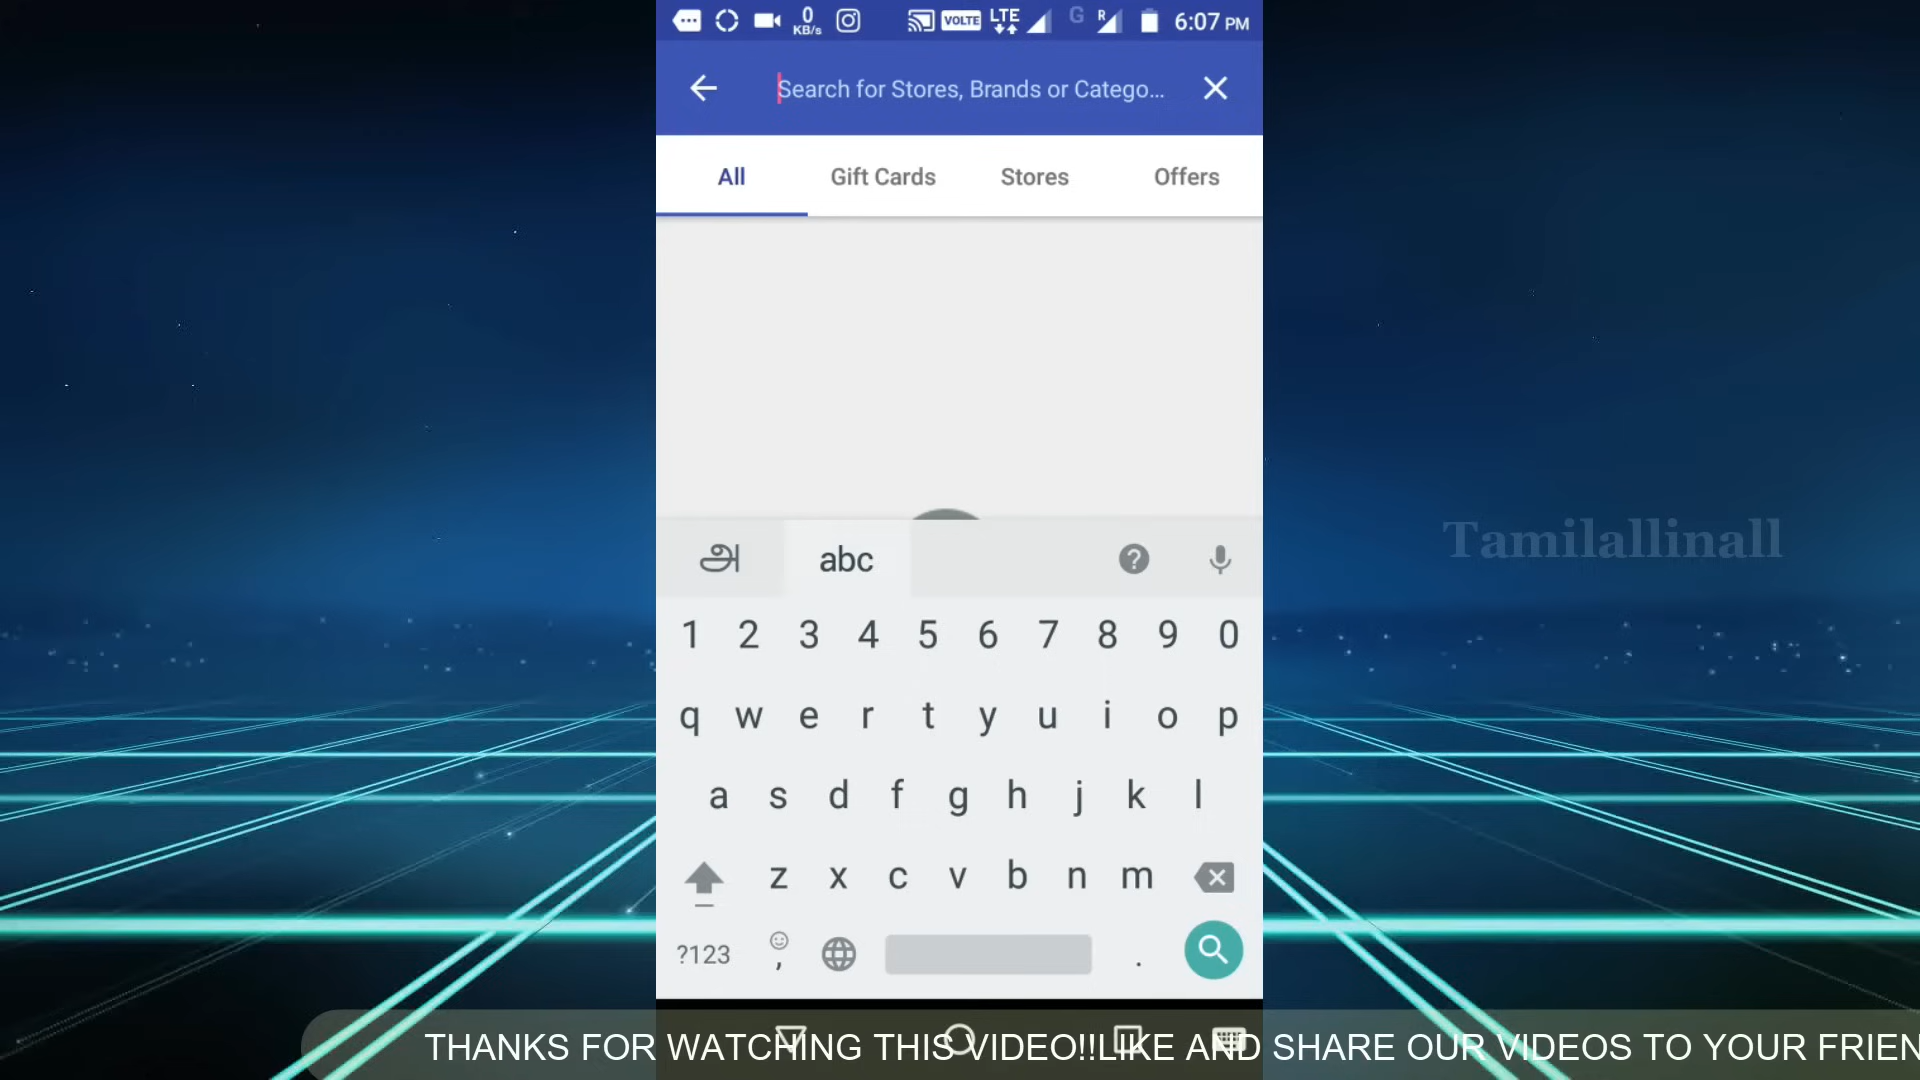 0 KB/s VOLTE LTE G R 6:07 PM
Search for Stores, Brands or Catego...
All Gift Cards Stores Offers
Tamilallinall
அ abc ?
1 2 3 4 5 6 7 8 9 0
q w e r t y u i o p
a s d f g h j k l
z x c v b n m
?123 , .
THANKS FOR WATCHING THIS VIDEO!!LIKE AND SHARE OUR VIDEOS TO YOUR FRIEN